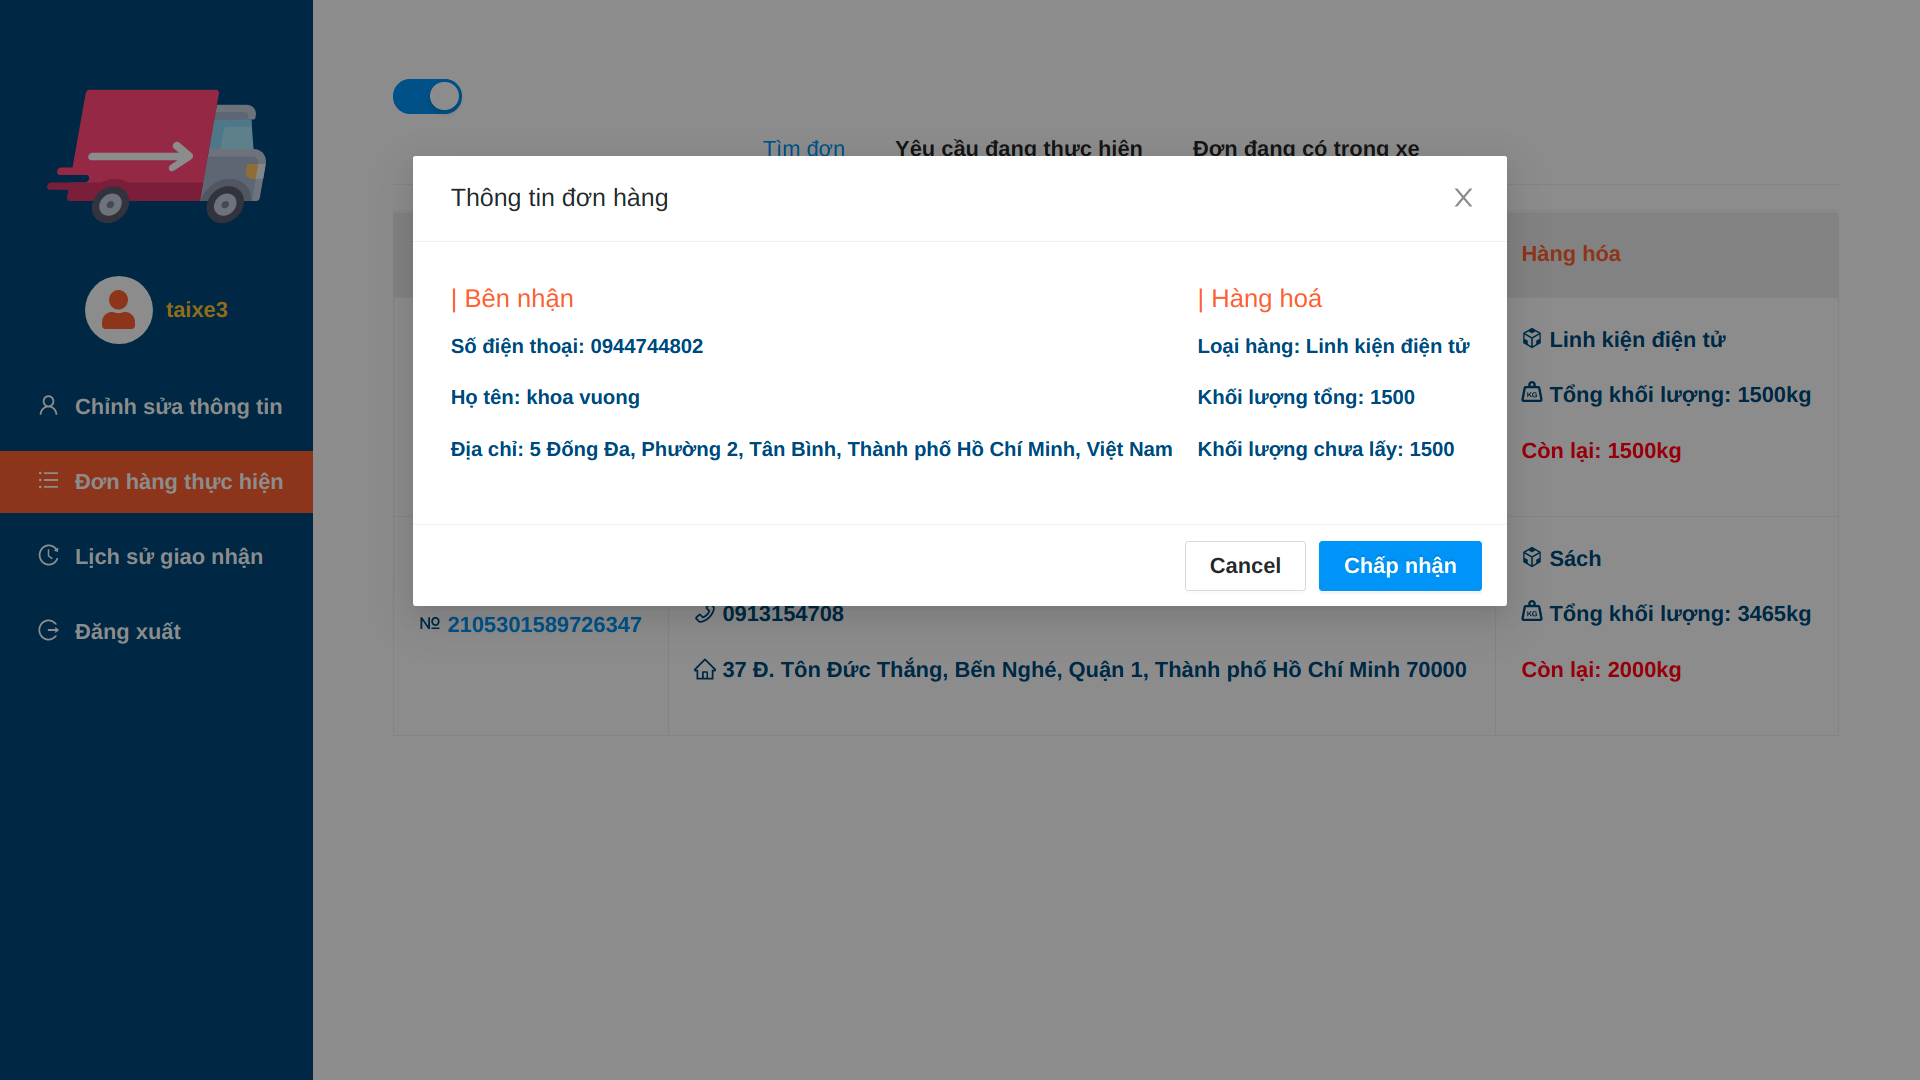 taixe3
Chỉnh sửa thông tin
Đơn hàng thực hiện
Lịch sử giao nhận
Đăng xuất
Tìm đơn
Yêu cầu đang thực hiện
Đơn đang có trong xe
Thông tin đơn hàng
| Bên nhận
Số điện thoại: 0944744802
Họ tên: khoa vuong
Địa chỉ: 5 Đống Đa, Phường 2, Tân Bình, Thành phố Hồ Chí Minh, Việt Nam
| Hàng hoá
Loại hàng: Linh kiện điện tử
Khối lượng tổng: 1500
Khối lượng chưa lấy: 1500
Cancel
Chấp nhận
Hàng hóa
Linh kiện điện tử
KG Tổng khối lượng: 1500kg
Còn lại: 1500kg
№ 2105301589726347
0913154708
37 Đ. Tôn Đức Thắng, Bến Nghé, Quận 1, Thành phố Hồ Chí Minh 70000
Sách
KG Tổng khối lượng: 3465kg
Còn lại: 2000kg